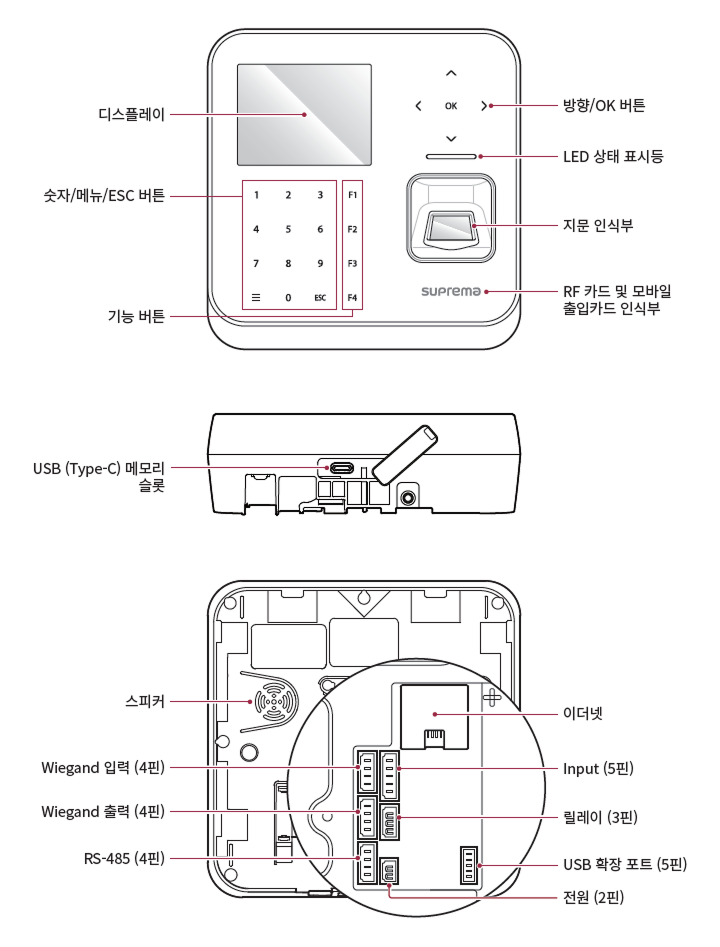 디스플레이
숫자/메뉴/ESC 버튼
기능 버튼
OK
방향/OK 버튼
LED 상태 표시등
지문 인식부
RF 카드 및 모바일
출입카드 인식부
1 2 3 F1
4 5 6 F2
7 8 9 F3
☰ 0 ESC F4
suprema
USB (Type-C) 메모리
슬롯
스피커
Wiegand 입력 (4핀)
Wiegand 출력 (4핀)
RS-485 (4핀)
이더넷
Input (5핀)
릴레이 (3핀)
USB 확장 포트 (5핀)
전원 (2핀)